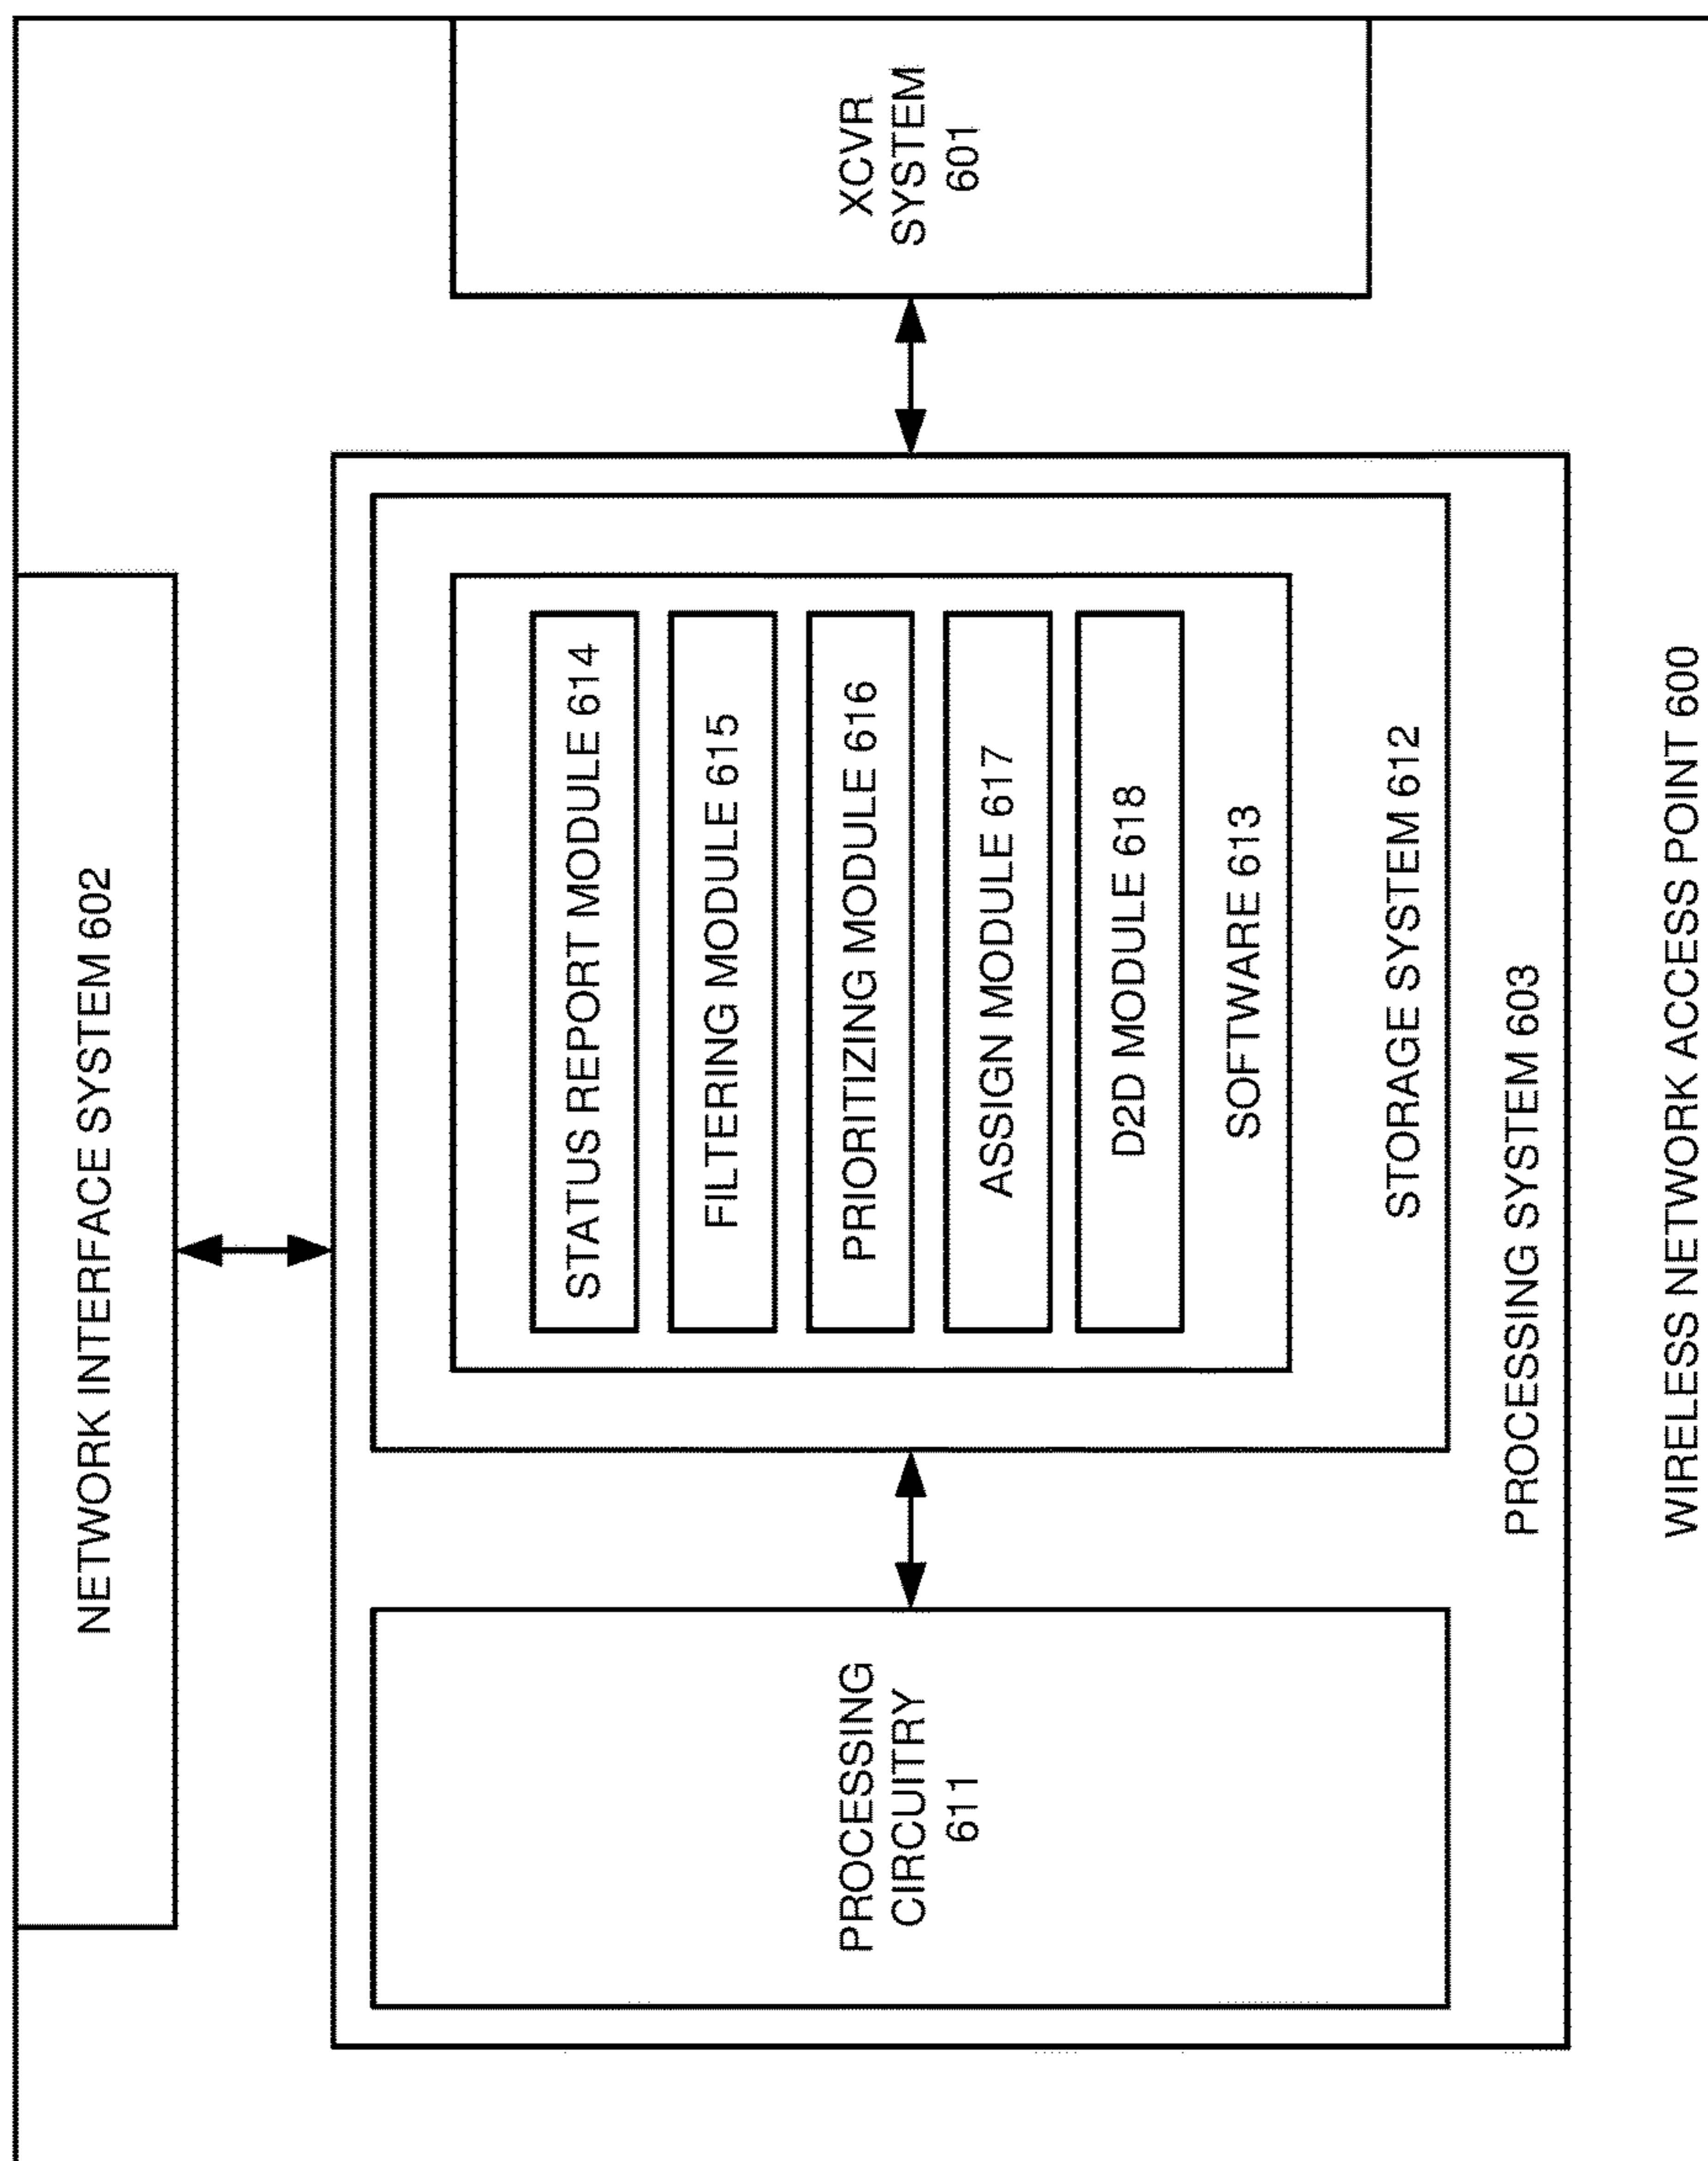 NETWORK INTERFACE SYSTEM 602
XCVR
SYSTEM
601
STATUS REPORT MODULE 614
FILTERING MODULE 615
PRIORITIZING MODULE 616
ASSIGN MODULE 617
D2D MODULE 618
SOFTWARE 613
STORAGE SYSTEM 612
PROCESSING
CIRCUITRY
611
PROCESSING SYSTEM 603
WIRELESS NETWORK ACCESS POINT 600